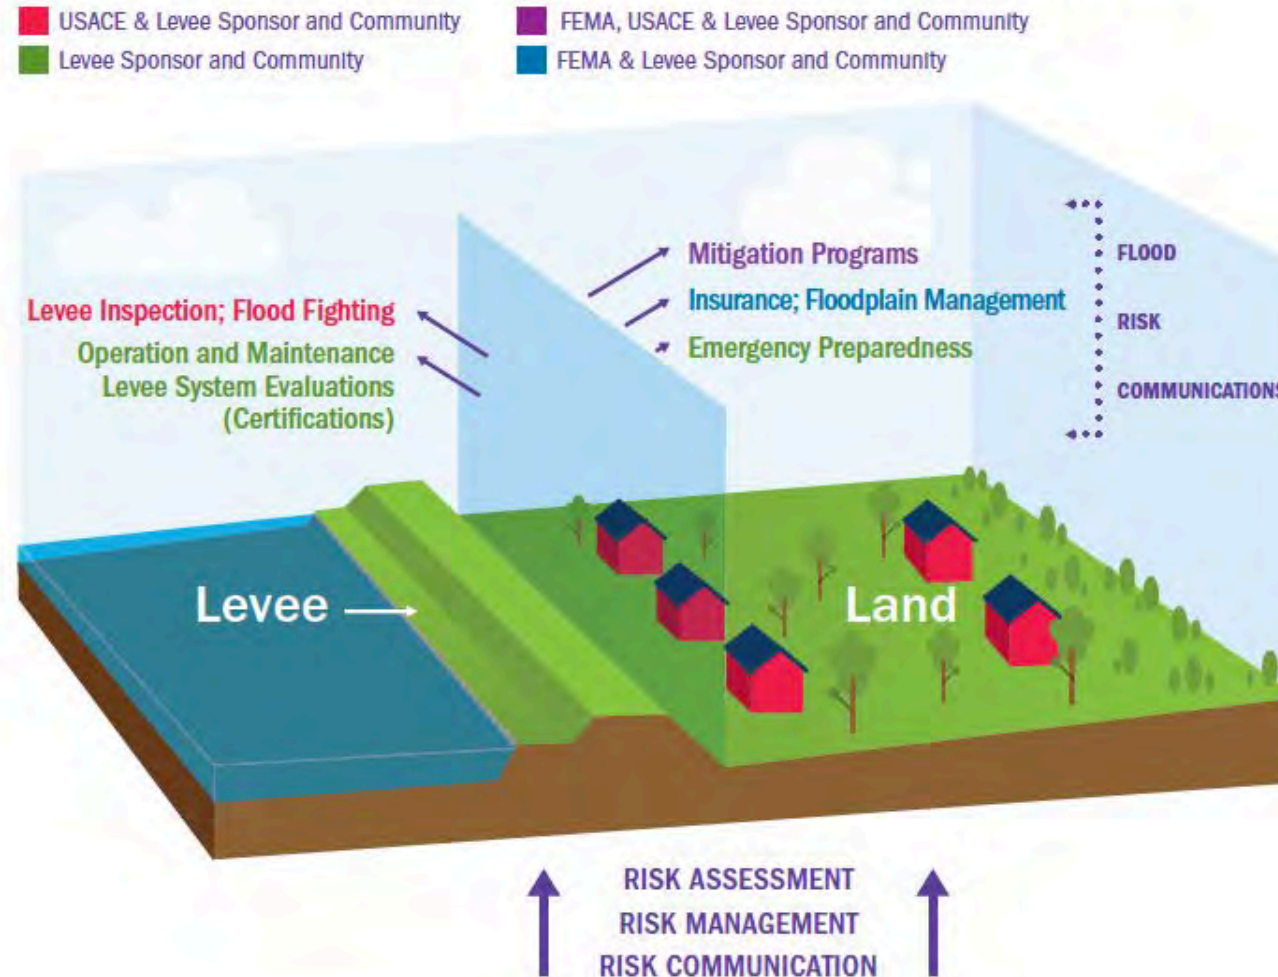 USACE & Levee Sponsor and Community
FEMA, USACE & Levee Sponsor and Community
Levee Sponsor and Community
FEMA & Levee Sponsor and Community
Mitigation Programs
Insurance; Floodplain Management
Emergency Preparedness
Levee Inspection; Flood Fighting
Operation and Maintenance
Levee System Evaluations
(Certifications)
FLOOD
RISK
COMMUNICATIONS
Levee
Land
RISK ASSESSMENT
RISK MANAGEMENT
RISK COMMUNICATION